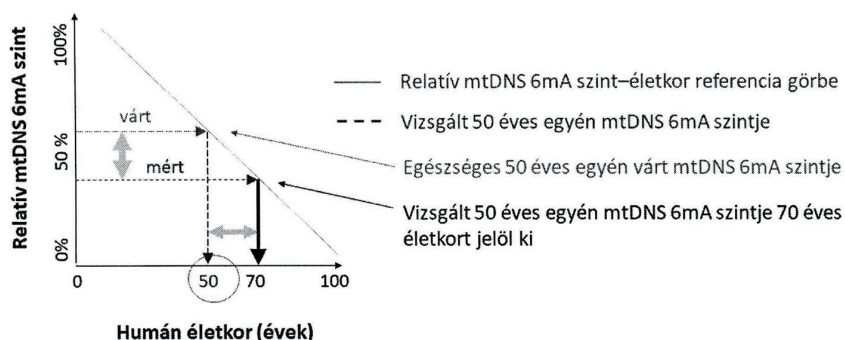 Relatív mtDNS 6mA szint
100%
50 %
0%
várt
mért
0
50
70
100
Humán életkor (évek)
Relatív mtDNS 6mA szint–életkor referencia görbe
Vizsgált 50 éves egyén mtDNS 6mA szintje
Egészséges 50 éves egyén várt mtDNS 6mA szintje
Vizsgált 50 éves egyén mtDNS 6mA szintje 70 éves
életkort jelöl ki